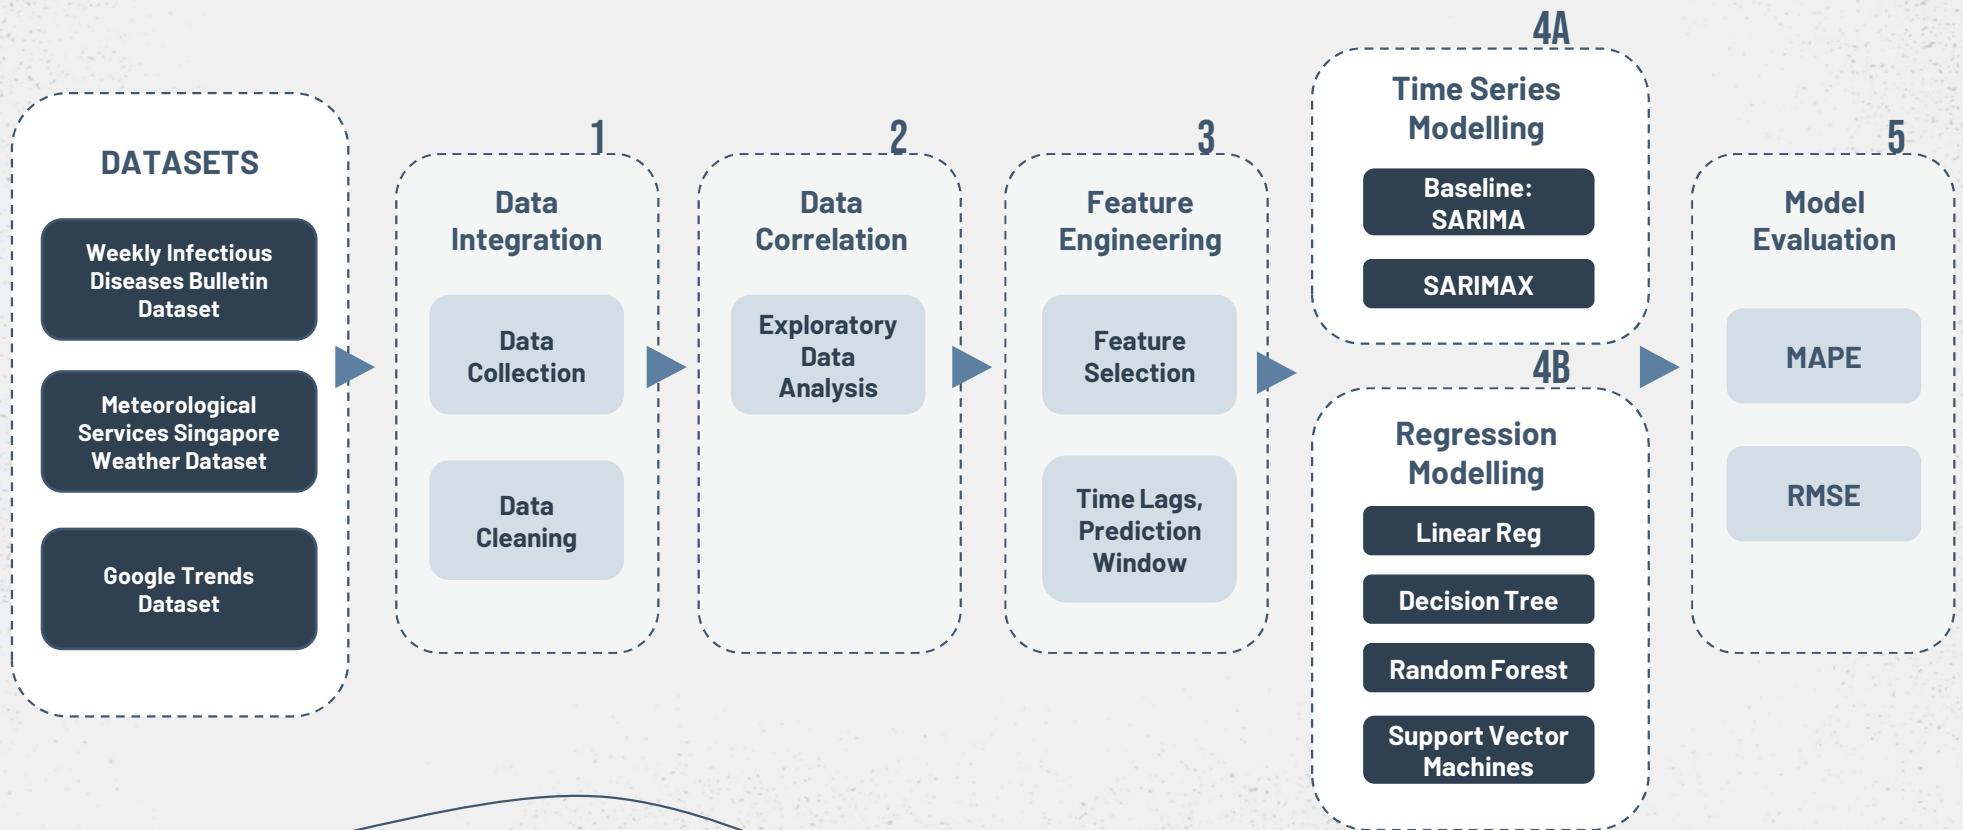 DATASETS
Weekly Infectious
Diseases Bulletin
Dataset
Meteorological
Services Singapore
Weather Dataset
Google Trends
Dataset
1
Data
Integration
Data
Collection
Data
Cleaning
2
Data
Correlation
Exploratory
Data
Analysis
3
Feature
Engineering
Feature
Selection
Time Lags,
Prediction
Window
4A
Time Series
Modelling
Baseline:
SARIMA
SARIMAX
4B
Regression
Modelling
Linear Reg
Decision Tree
Random Forest
Support Vector
Machines
5
Model
Evaluation
MAPE
RMSE